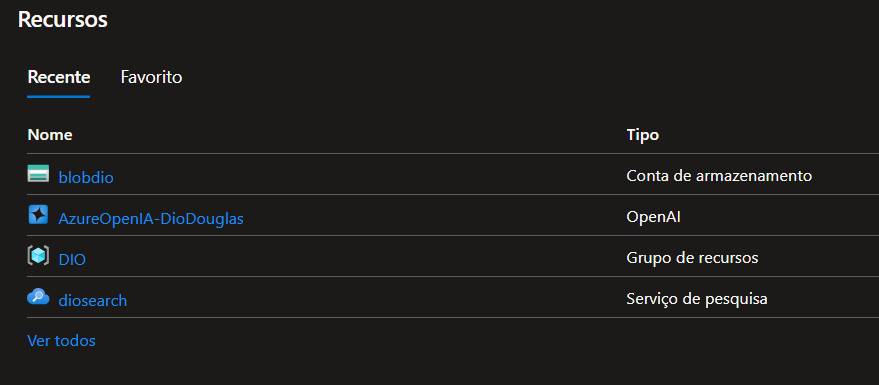 Recursos
Recente Favorito
Nome Tipo
blobdio Conta de armazenamento
AzureOpenIA-DioDouglas OpenAI
DIO Grupo de recursos
diosearch Serviço de pesquisa
Ver todos